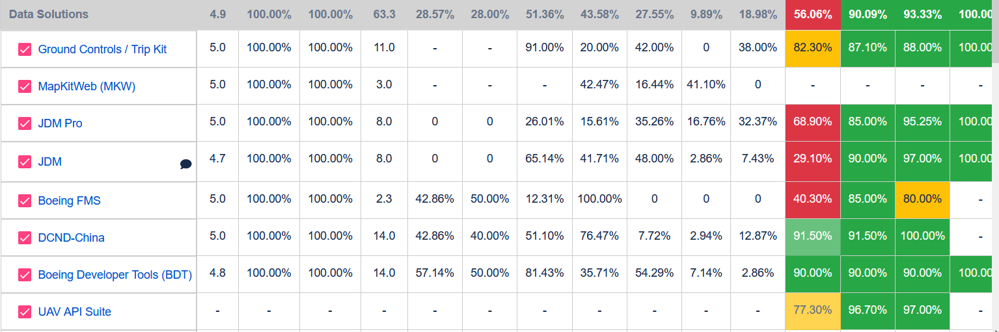 Data Solutions 4.9 100.00% 100.00% 63.3 28.57% 28.00% 51.36% 43.58% 27.55% 9.89% 18.98% 56.06% 90.09% 93.33% 100.00
Ground Controls / Trip Kit 5.0 100.00% 100.00% 11.0 - - 91.00% 20.00% 42.00% 0 38.00% 82.30% 87.10% 88.00% 100.00
MapKitWeb (MKW) 5.0 100.00% 100.00% 3.0 - - - 42.47% 16.44% 41.10% 0 - - - -
JDM Pro 5.0 100.00% 100.00% 8.0 0 0 26.01% 15.61% 35.26% 16.76% 32.37% 68.90% 85.00% 95.25% 100.00
JDM 4.7 100.00% 100.00% 8.0 0 0 65.14% 41.71% 48.00% 2.86% 7.43% 29.10% 90.00% 97.00% 100.00
Boeing FMS 5.0 100.00% 100.00% 2.3 42.86% 50.00% 12.31% 100.00% 0 0 0 40.30% 85.00% 80.00% -
DCND-China 5.0 100.00% 100.00% 14.0 42.86% 40.00% 51.10% 76.47% 7.72% 2.94% 12.87% 91.50% 91.50% 100.00% -
Boeing Developer Tools (BDT) 4.8 100.00% 100.00% 14.0 57.14% 50.00% 81.43% 35.71% 54.29% 7.14% 2.86% 90.00% 90.00% 90.00% 100.00
UAV API Suite - - - - - - - - - - - 77.30% 96.70% 97.00% -